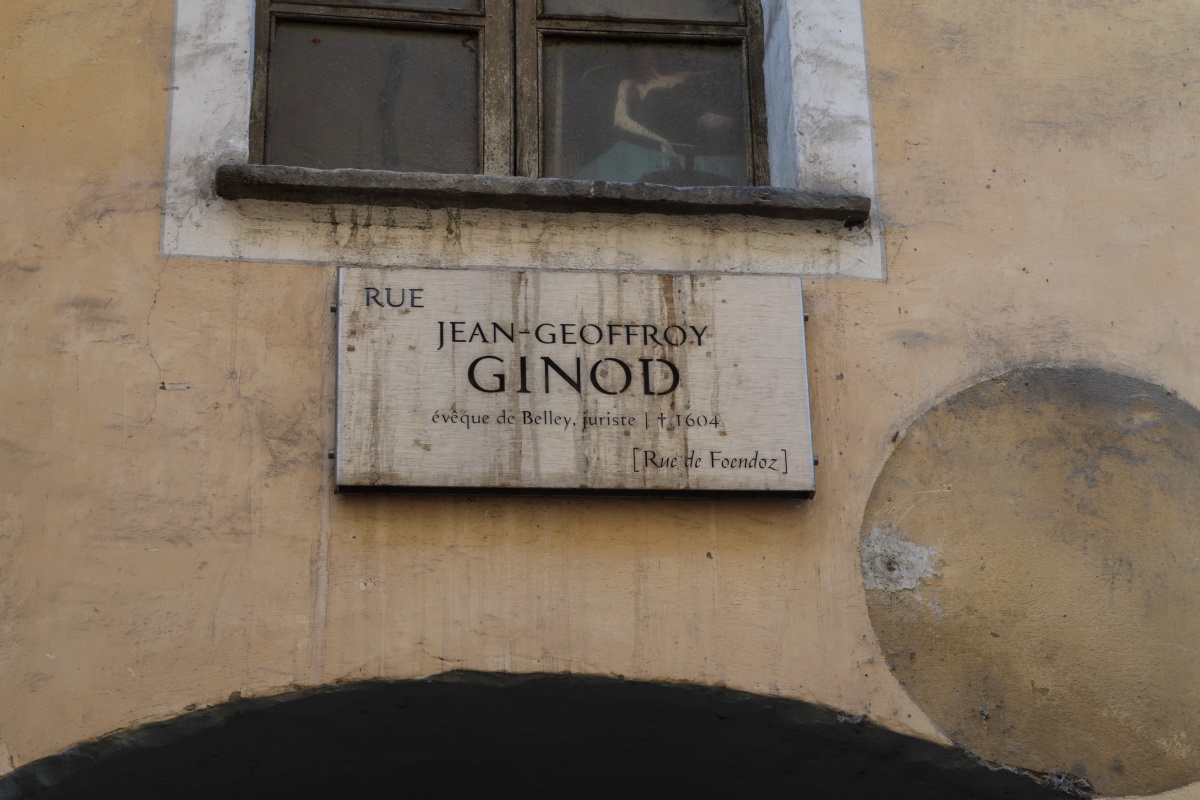 RUE
JEAN-GEOFFROY
GINOD
évêque de Belley, juriste | † 1604
[Rue de Foendoz]